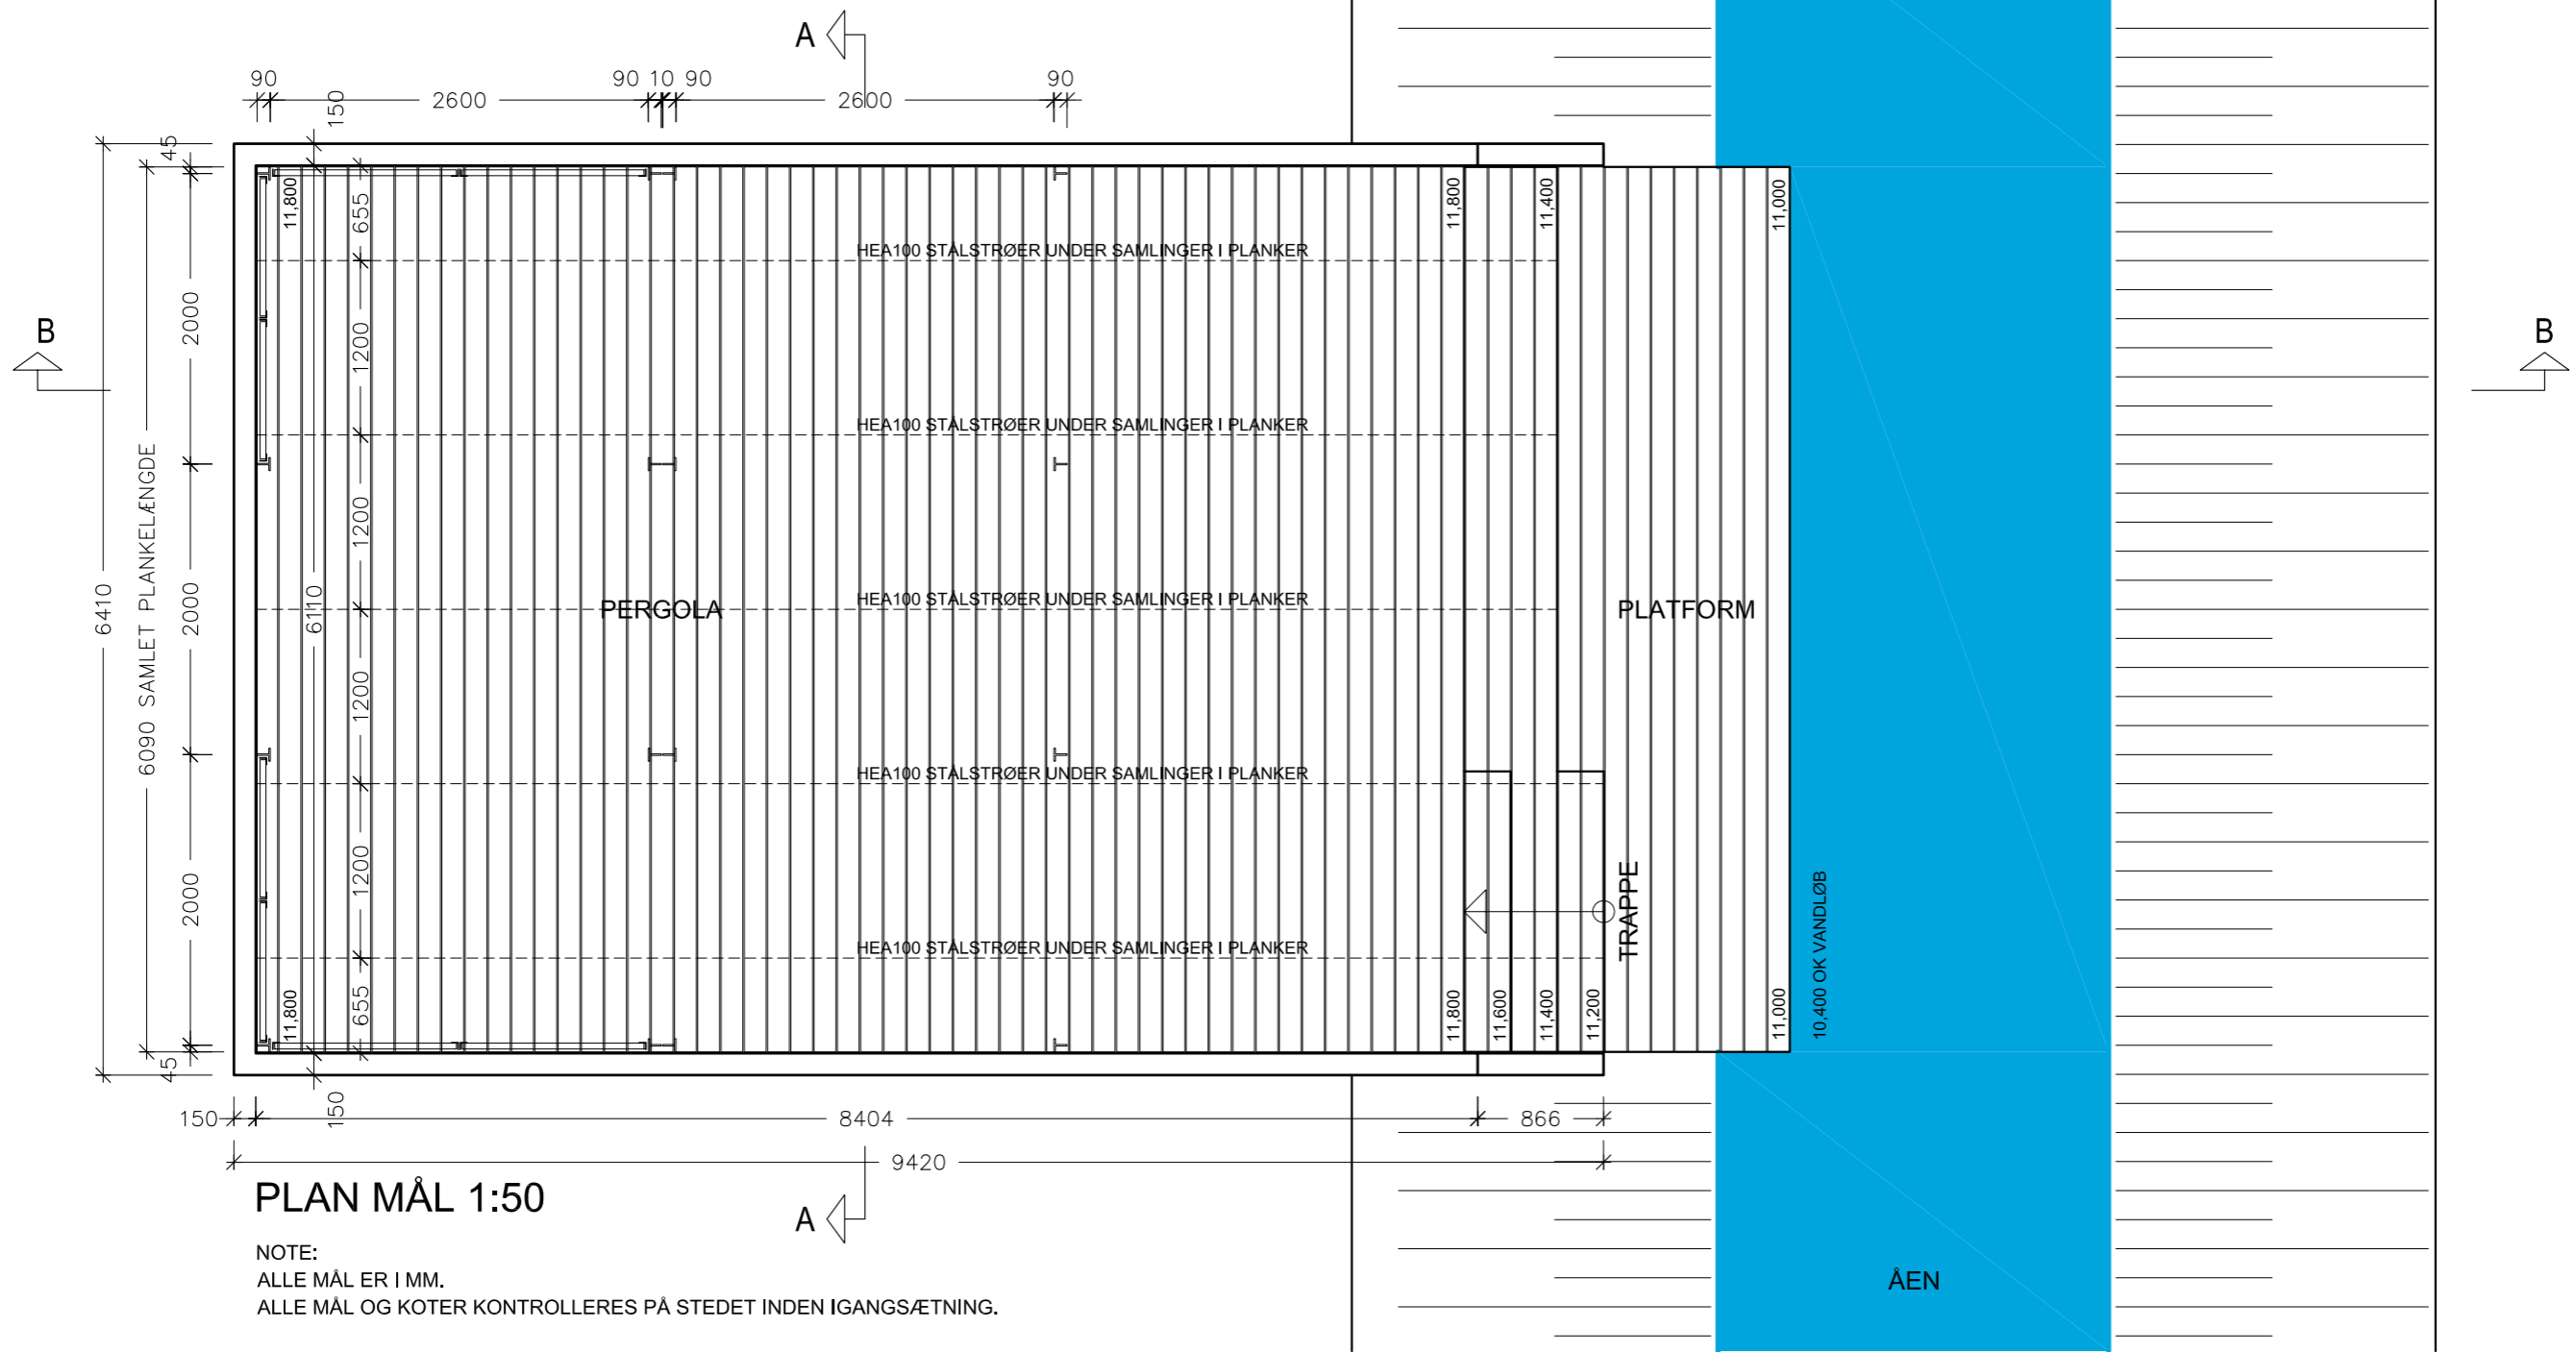 A
90
2600
90 10 90
2600
90
150
45
11,800
655
11,800
11,400
11,000
HEA100 STÅLSTRØER UNDER SAMLINGER I PLANKER
2000
1200
B
B
HEA100 STÅLSTRØER UNDER SAMLINGER I PLANKER
1200
6410
6090 SAMLET PLANKELÆNGDE
2000
6110
PERGOLA
HEA100 STÅLSTRØER UNDER SAMLINGER I PLANKER
PLATFORM
1200
HEA100 STÅLSTRØER UNDER SAMLINGER I PLANKER
2000
1200
TRAPPE
10,400 OK VANDLØB
HEA100 STÅLSTRØER UNDER SAMLINGER I PLANKER
11,800
655
11,800
11,600
11,400
11,200
11,000
45
150
150
8404
866
9420
PLAN MÅL 1:50
A
NOTE:
ALLE MÅL ER I MM.
ALLE MÅL OG KOTER KONTROLLERES PÅ STEDET INDEN IGANGSÆTNING.
ÅEN